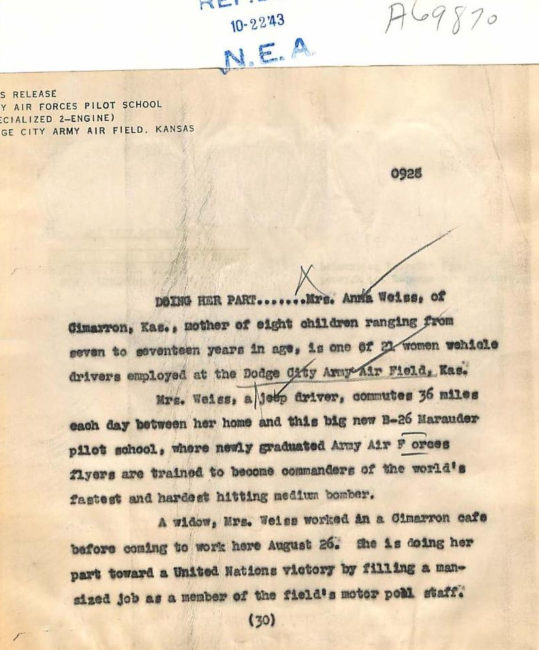 10-22-43
A69870
N.E.A
S RELEASE
Y AIR FORCES PILOT SCHOOL
ECIALIZED 2-ENGINE)
GE CITY ARMY AIR FIELD, KANSAS
0928
DOING HER PART.......Mrs. Anna Weiss, of
Cimarron, Kas., mother of eight children ranging from
seven to seventeen years in age, is one of 21 women vehicle
drivers employed at the Dodge City Army Air Field, Kas.
Mrs. Weiss, a jeep driver, commutes 36 miles
each day between her home and this big new B-26 Marauder
pilot school, where newly graduated Army Air F orces
flyers are trained to become commanders of the world's
fastest and hardest hitting medium bomber.
A widow, Mrs. Weiss worked in a Cimarron cafe
before coming to work here August 26. She is doing her
part toward a United Nations victory by filling a man-
sized job as a member of the field's motor pool staff.
(30)